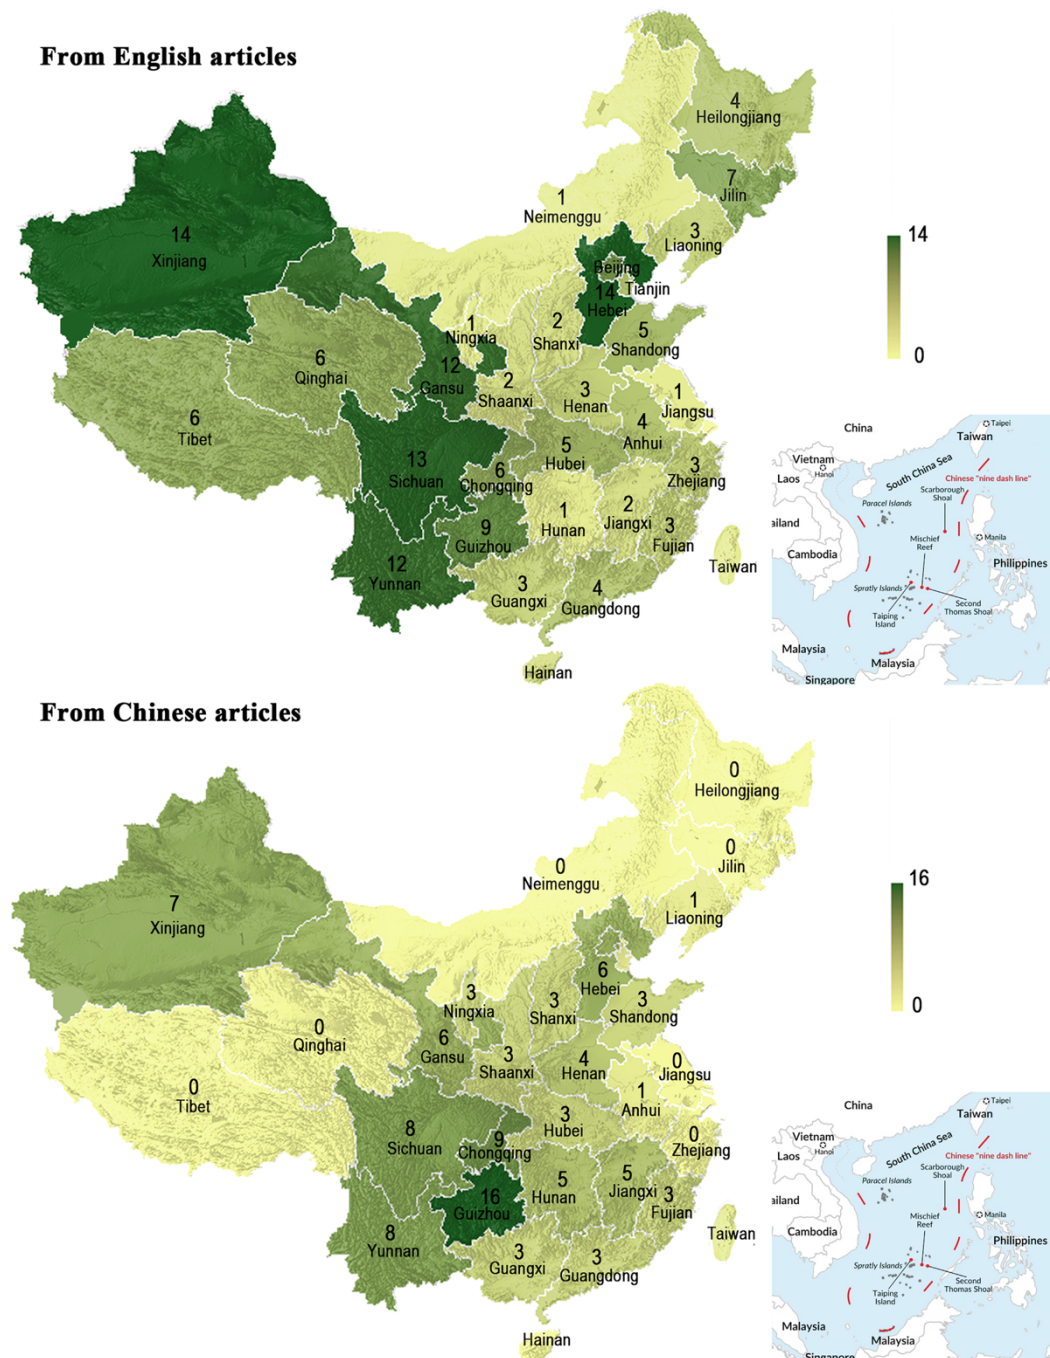 From English articles
4
Heilongjiang
7
Jilin
1
Neimenggu
3
Liaoning
14
Xinjiang
14
0
Beijing
Tianjin
14
Hebei
1
Ningxia
2
Shanxi
5
Shandong
6
Qinghai
12
Gansu
2
Shaanxi
3
Henan
1
Jiangsu
6
Tibet
4
Anhui
13
Sichuan
6
Chongqing
5
Hubei
3
Zhejiang
9
Guizhou
1
Hunan
2
Jiangxi
3
Fujian
12
Yunnan
3
Guangxi
4
Guangdong
Taiwan
Hainan
China
Taipei
Taiwan
Vietnam
Hanoi
Laos
South China Sea
Chinese "nine dash line"
Scarborough
Shoal
Paracel Islands
ailand
Mischief
Reef
Manila
Cambodia
Philippines
Spratly Islands
Taiping
Island
Second
Thomas Shoal
Malaysia
Malaysia
Singapore
From Chinese articles
0
Heilongjiang
0
Jilin
0
Neimenggu
1
Liaoning
7
Xinjiang
16
0
6
Hebei
3
Ningxia
3
Shanxi
3
Shandong
0
Qinghai
6
Gansu
3
Shaanxi
4
Henan
0
Jiangsu
0
Tibet
1
Anhui
8
Sichuan
9
Chongqing
3
Hubei
0
Zhejiang
16
Guizhou
5
Hunan
5
Jiangxi
3
Fujian
8
Yunnan
3
Guangxi
3
Guangdong
Taiwan
Hainan
China
Taipei
Taiwan
Vietnam
Hanoi
Laos
South China Sea
Chinese "nine dash line"
Scarborough
Shoal
Paracel Islands
ailand
Mischief
Reef
Manila
Cambodia
Philippines
Spratly Islands
Taiping
Island
Second
Thomas Shoal
Malaysia
Malaysia
Singapore